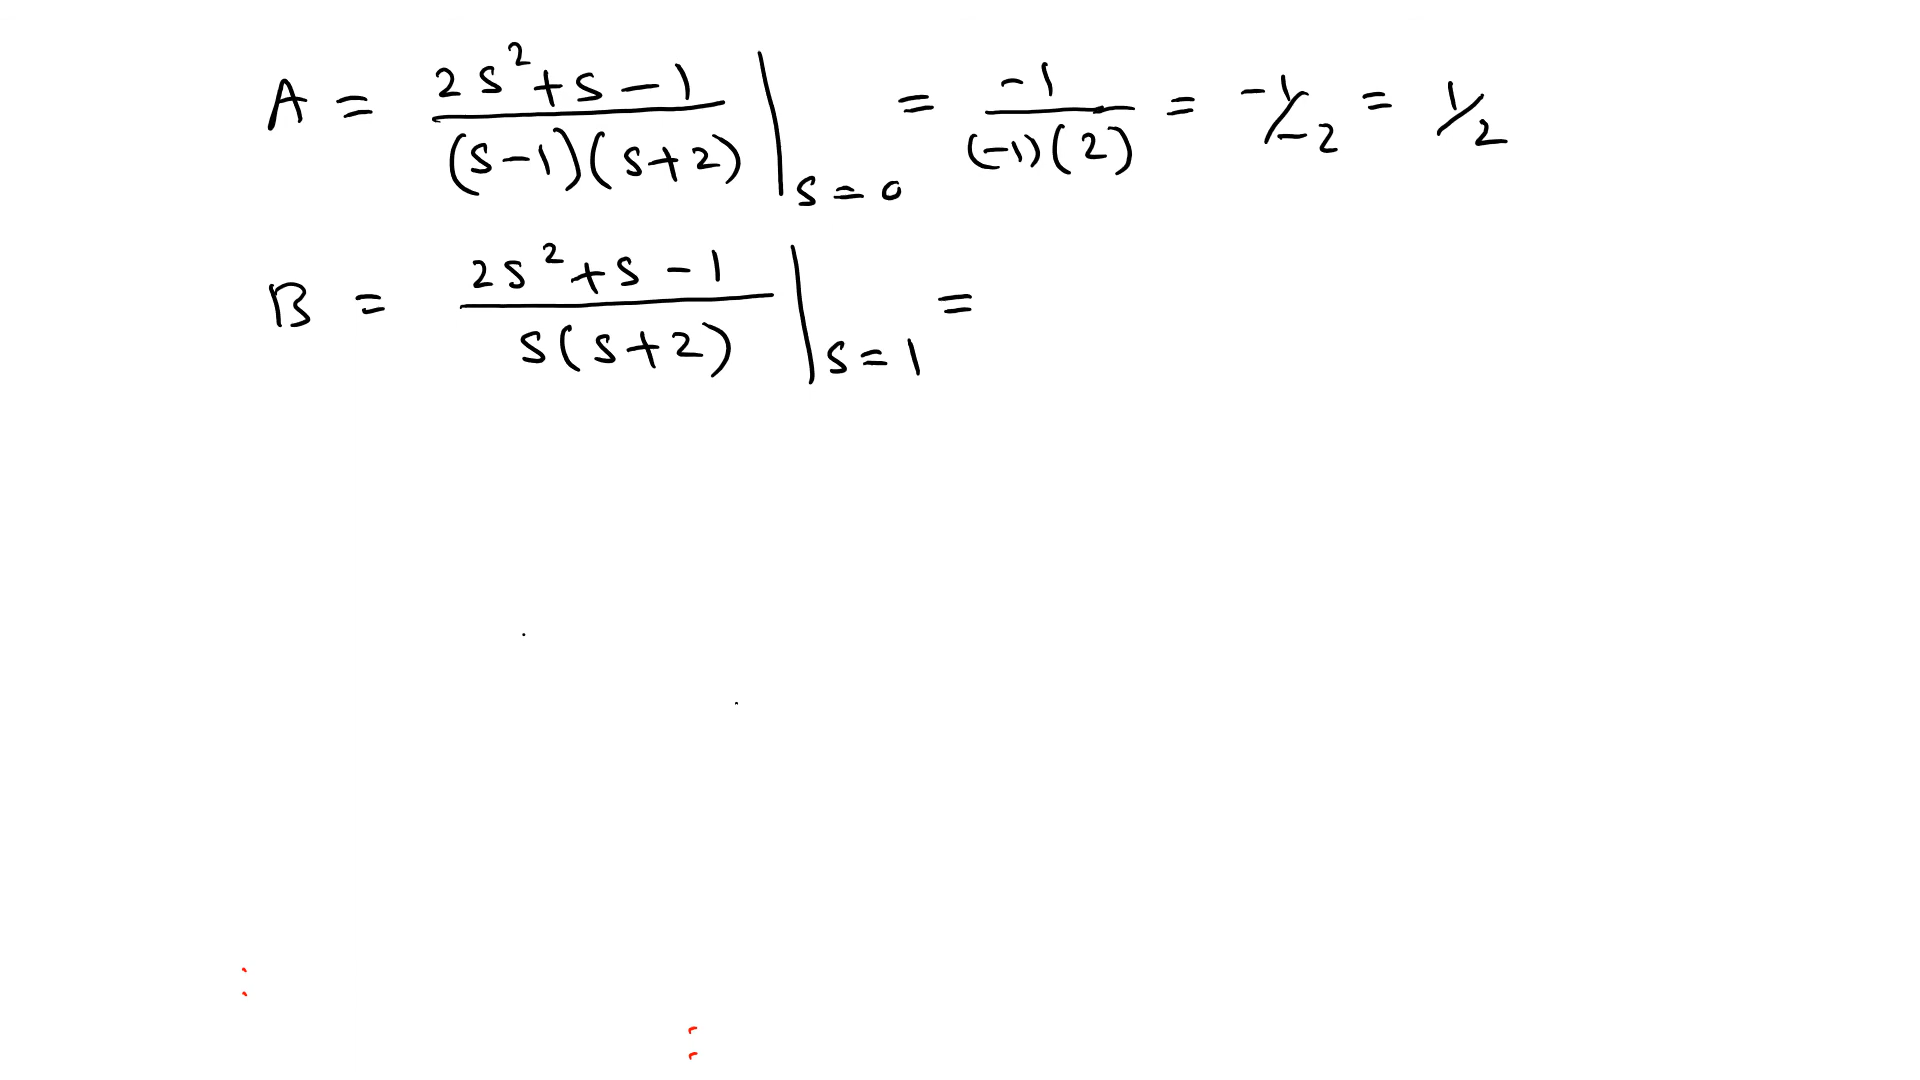 A = (2s²+s-1)/((s-1)(s+2)) |s=0 = -1/((-1)(2)) = -1/-2 = 1/2
B = (2s²+s-1)/(s(s+2)) |s=1 =